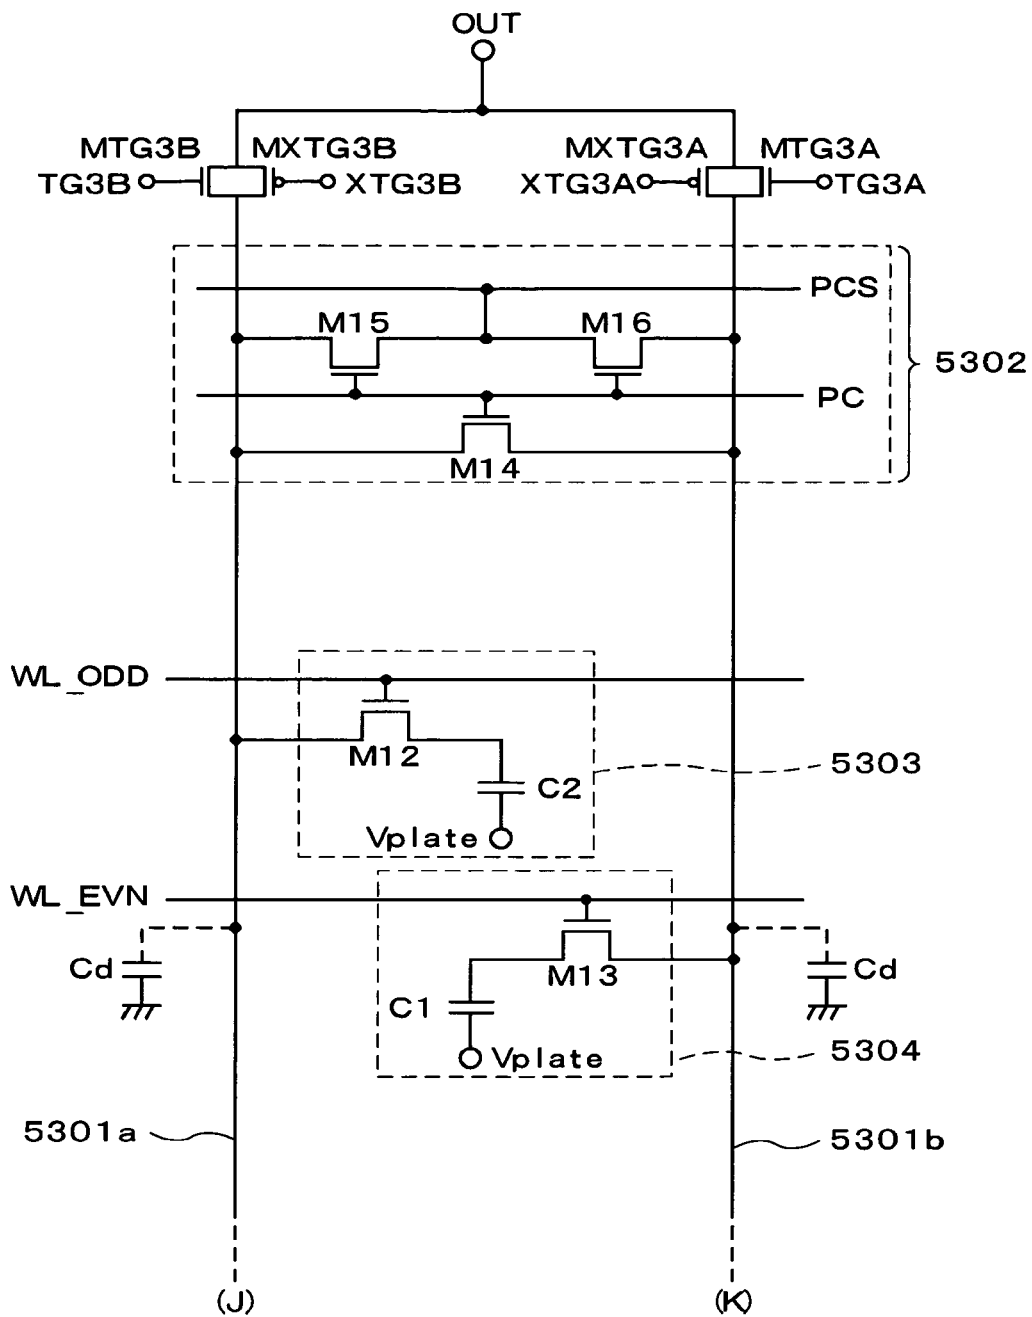 OUT
MTG3B MXTG3B MXTG3A MTG3A
TG3B XTG3B XTG3A TG3A
PCS
M15 M16
5302
PC
M14
WL_ODD
M12
5303
C2
Vplate
WL_EVN
Cd M13 Cd
C1
Vplate 5304
5301a 5301b
(J) (K)